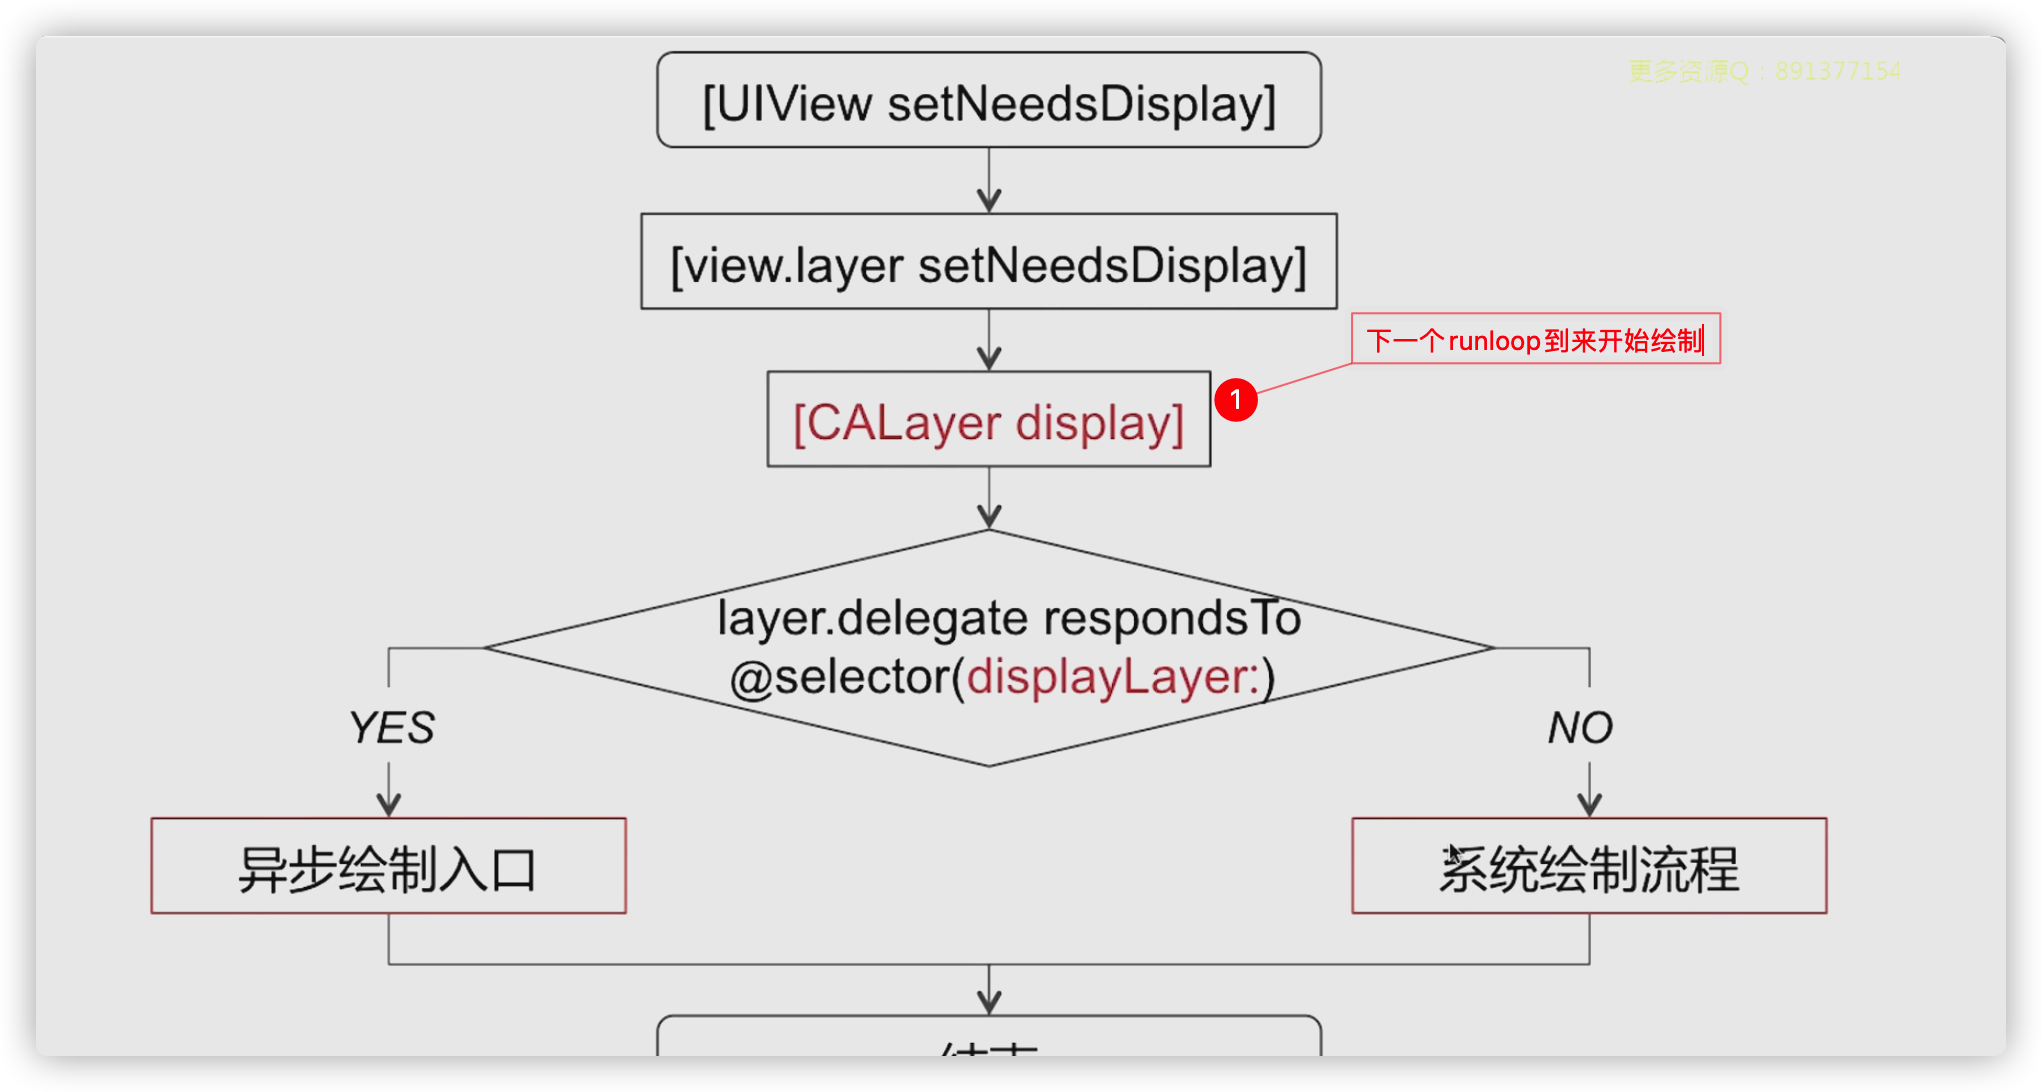 更多资源Q：891377154
[UIView setNeedsDisplay]
[view.layer setNeedsDisplay]
下一个runloop到来开始绘制
1
[CALayer display]
layer.delegate respondsTo
@selector(displayLayer:)
YES
NO
异步绘制入口
系统绘制流程